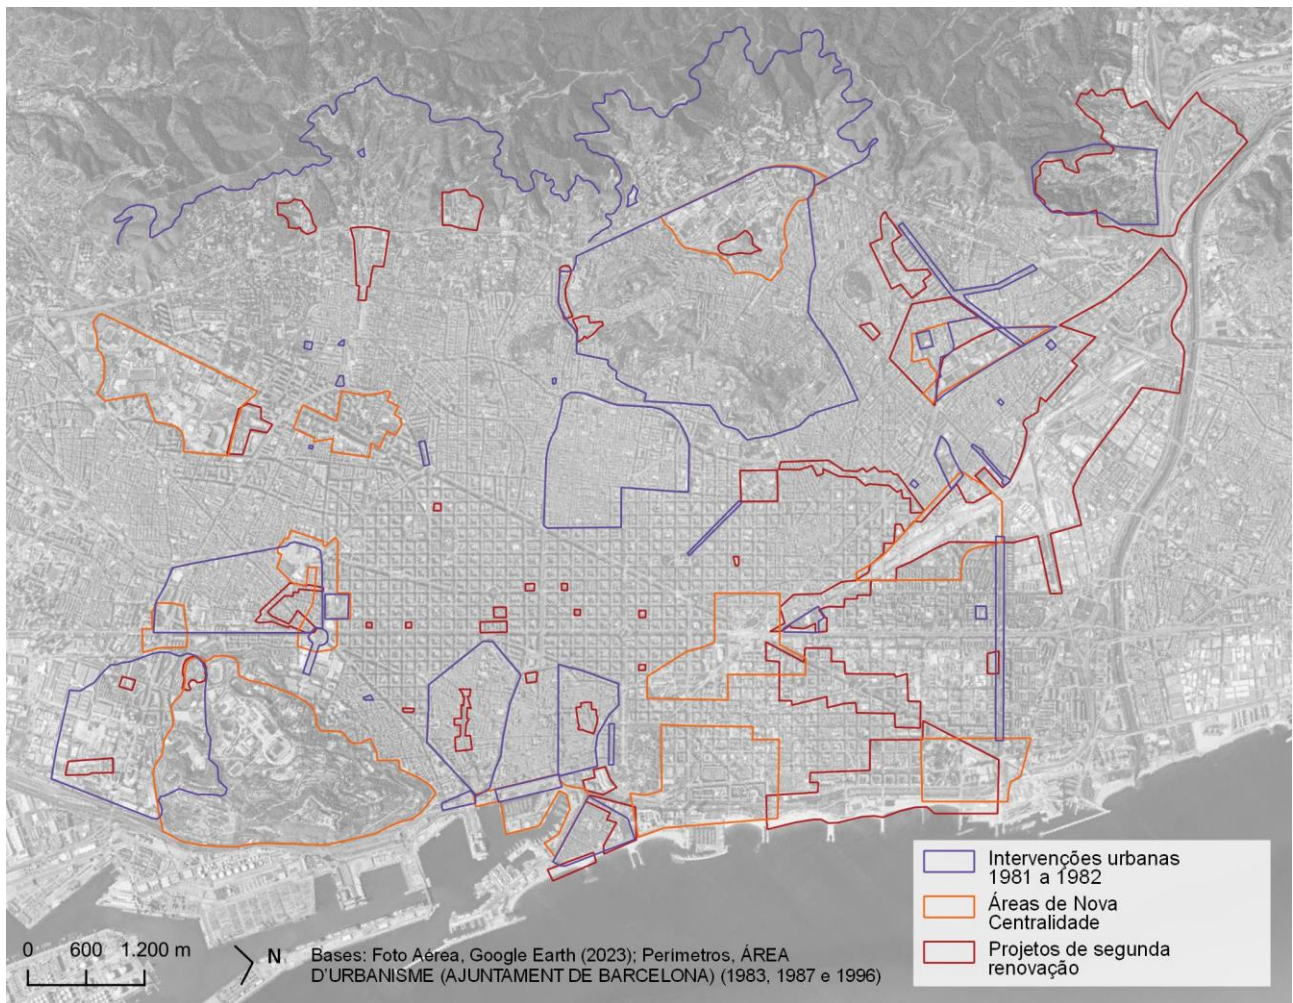 Intervenções urbanas
1981 a 1982
Áreas de Nova
Centralidade
Projetos de segunda
renovação
0 600 1.200 m
N
Bases: Foto Aérea, Google Earth (2023); Perímetros, ÁREA
D'URBANISME (AJUNTAMENT DE BARCELONA) (1983, 1987 e 1996)